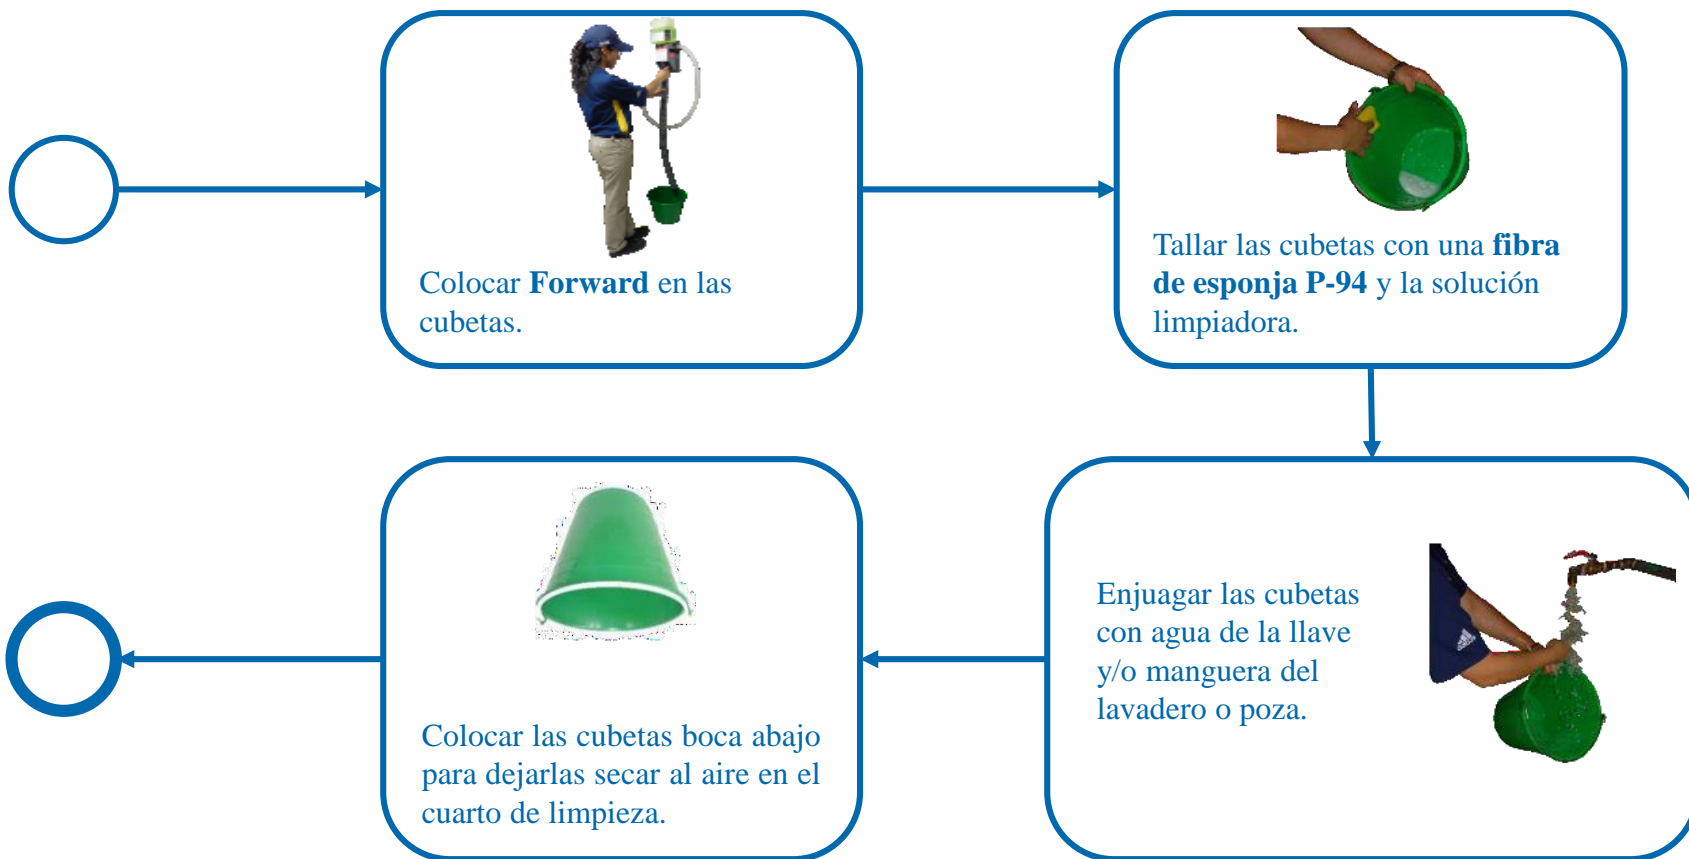 Colocar Forward en las
cubetas.
Tallar las cubetas con una fibra
de esponja P-94 y la solución
limpiadora.
Enjuagar las cubetas
con agua de la llave
y/o manguera del
lavadero o poza.
Colocar las cubetas boca abajo
para dejarlas secar al aire en el
cuarto de limpieza.